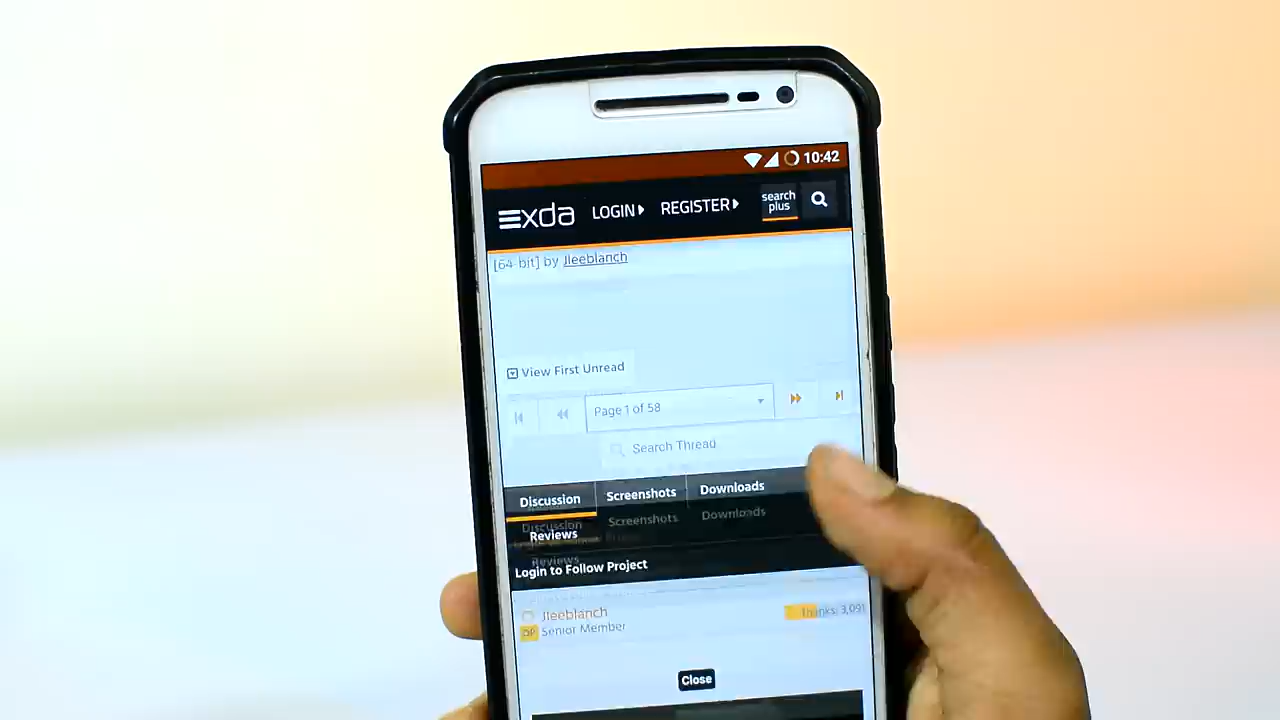 10:42
xda LOGIN REGISTER search plus
[64-bit] by Jleeblanch
View First Unread
Page 1 of 58
Search Thread
Discussion Screenshots Downloads
Discussion Screenshots Downloads
Reviews
Reviews
Login to Follow Project
Jleeblanch Thanks: 3,091
DP Senior Member
Close